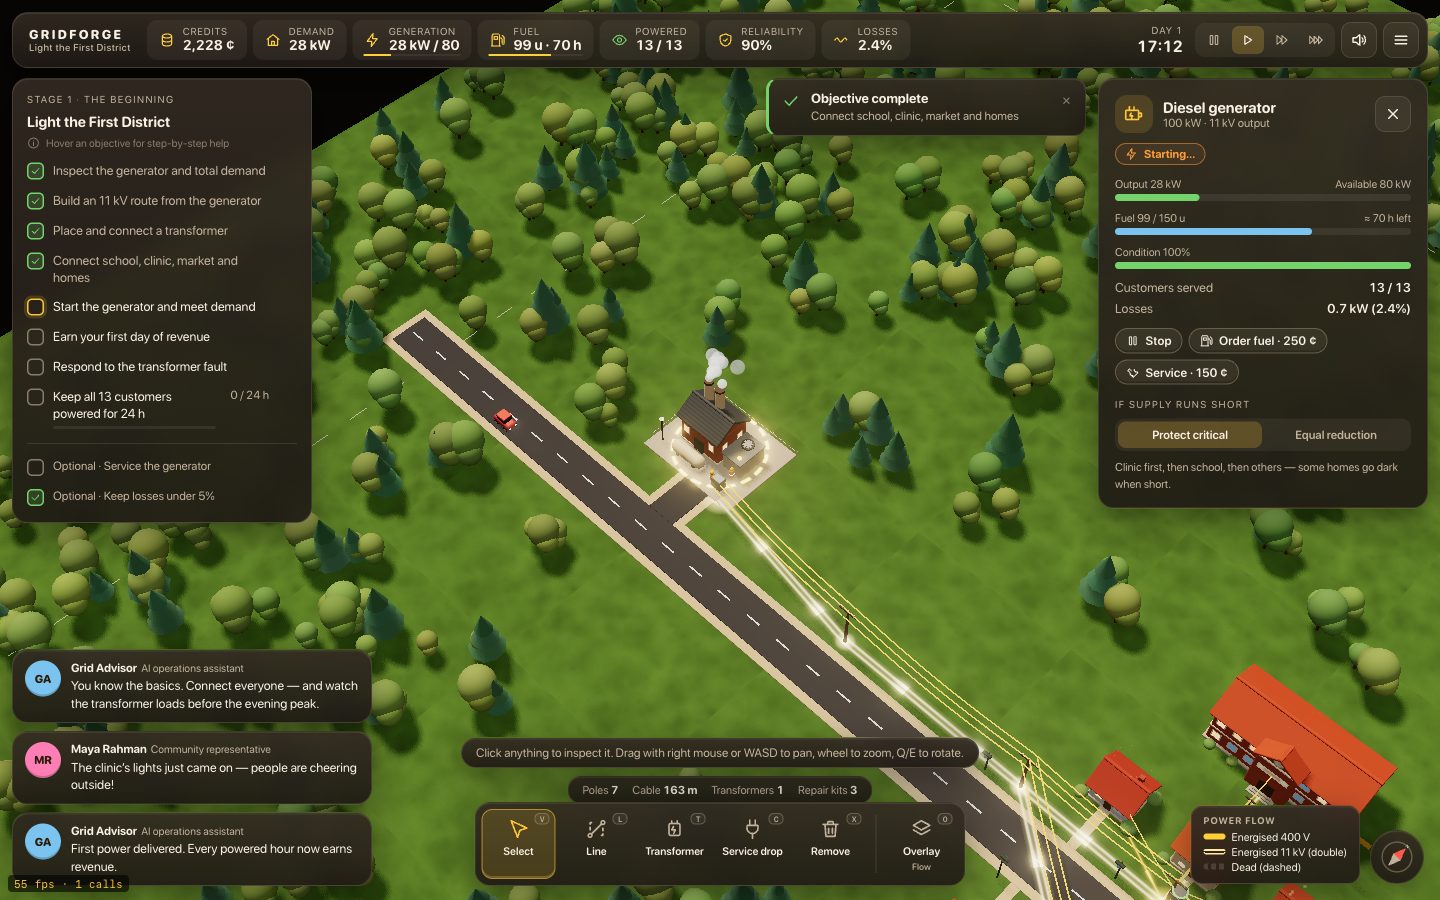 GRIDFORGE
Light the First District
CREDITS
2,228 ¢
DEMAND
28 kW
GENERATION
28 kW / 80
FUEL
99 u · 70 h
POWERED
13 / 13
RELIABILITY
90%
LOSSES
2.4%
DAY 1
17:12
STAGE 1 · THE BEGINNING
Light the First District
Hover an objective for step-by-step help
Inspect the generator and total demand
Build an 11 kV route from the generator
Place and connect a transformer
Connect school, clinic, market and
homes
Start the generator and meet demand
Earn your first day of revenue
Respond to the transformer fault
Keep all 13 customers
powered for 24 h
0 / 24 h
Optional · Service the generator
Optional · Keep losses under 5%
Objective complete
Connect school, clinic, market and homes
Diesel generator
100 kW · 11 kV output
Starting...
Output 28 kW
Available 80 kW
Fuel 99 / 150 u
≈ 70 h left
Condition 100%
Customers served
13 / 13
Losses
0.7 kW (2.4%)
Stop
Order fuel · 250 ¢
Service · 150 ¢
IF SUPPLY RUNS SHORT
Protect critical
Equal reduction
Clinic first, then school, then others — some homes go dark
when short.
GA
Grid Advisor AI operations assistant
You know the basics. Connect everyone — and watch
the transformer loads before the evening peak.
MR
Maya Rahman Community representative
The clinic's lights just came on — people are cheering
outside!
GA
Grid Advisor AI operations assistant
First power delivered. Every powered hour now earns
revenue.
55 fps · 1 calls
Click anything to inspect it. Drag with right mouse or WASD to pan, wheel to zoom, Q/E to rotate.
Poles 7 Cable 163 m Transformers 1 Repair kits 3
V
Select
L
Line
T
Transformer
C
Service drop
X
Remove
O
Overlay
Flow
POWER FLOW
Energised 400 V
Energised 11 kV (double)
Dead (dashed)